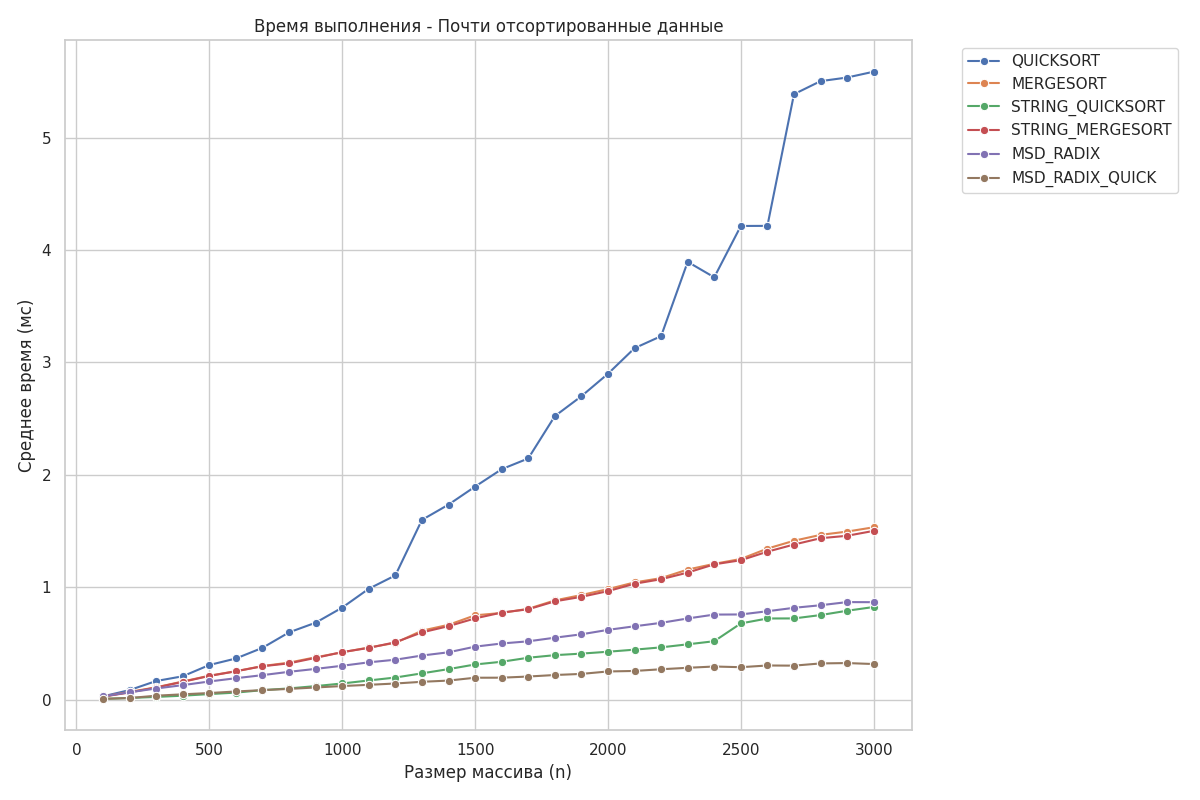 Время выполнения - Почти отсортированные данные
QUICKSORT
MERGESORT
STRING_QUICKSORT
STRING_MERGESORT
MSD_RADIX
MSD_RADIX_QUICK
Среднее время (мс)
5
4
3
2
1
0
0
500
1000
1500
2000
2500
3000
Размер массива (n)